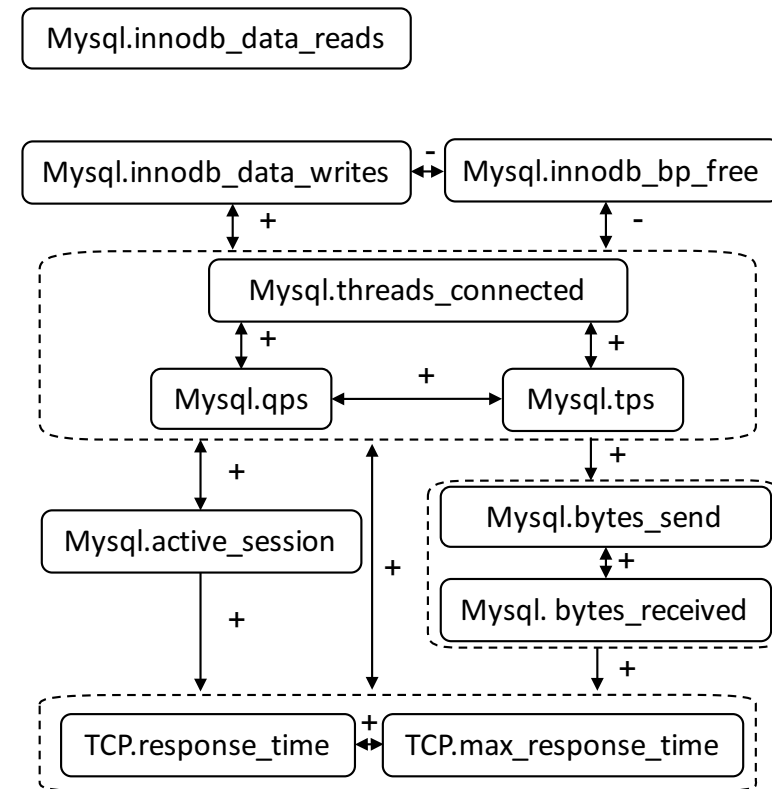 Mysql.innodb_data_reads
-
Mysql.innodb_data_writes
Mysql.innodb_bp_free
+
-
Mysql.threads_connected
+
+
+
Mysql.qps
Mysql.tps
+
+
Mysql.bytes_send
Mysql.active_session
+
+
Mysql. bytes_received
+
+
+
TCP.response_time
TCP.max_response_time